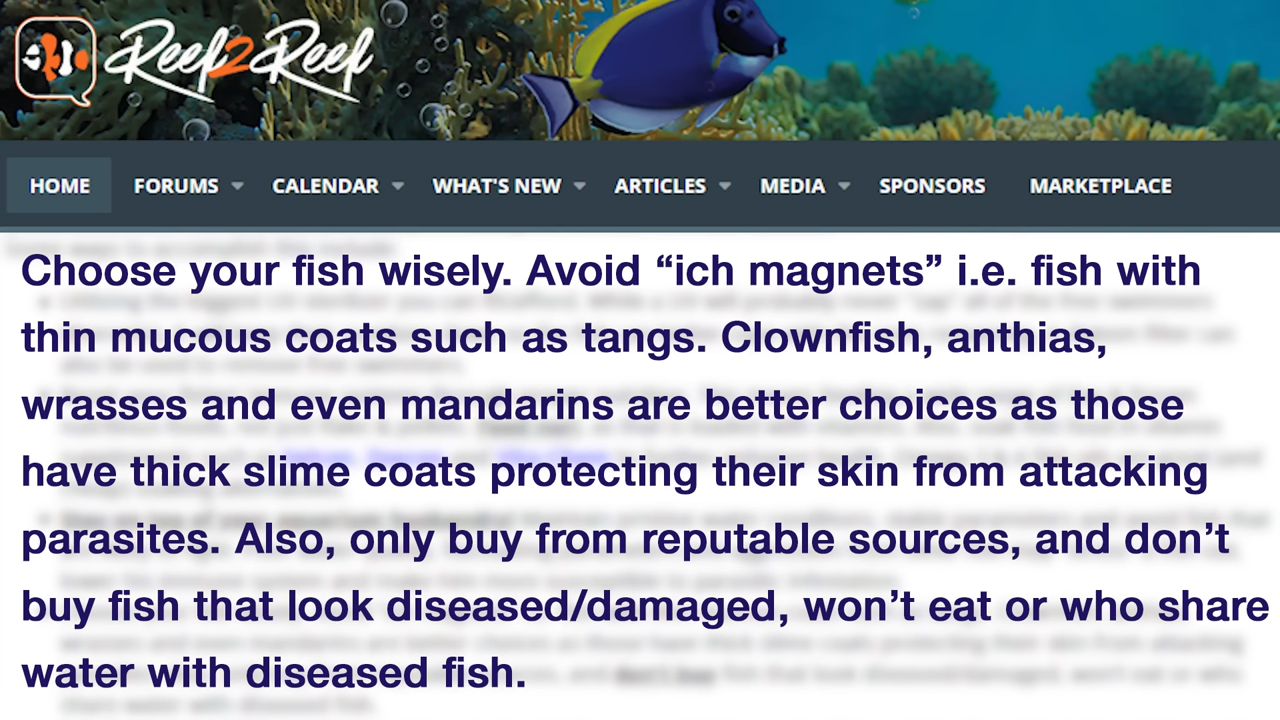 Reef2Reef
HOME FORUMS CALENDAR WHAT'S NEW ARTICLES MEDIA SPONSORS MARKETPLACE
Choose your fish wisely. Avoid “ich magnets” i.e. fish with
thin mucous coats such as tangs. Clownfish, anthias,
wrasses and even mandarins are better choices as those
have thick slime coats protecting their skin from attacking
parasites. Also, only buy from reputable sources, and don’t
buy fish that look diseased/damaged, won’t eat or who share
water with diseased fish.